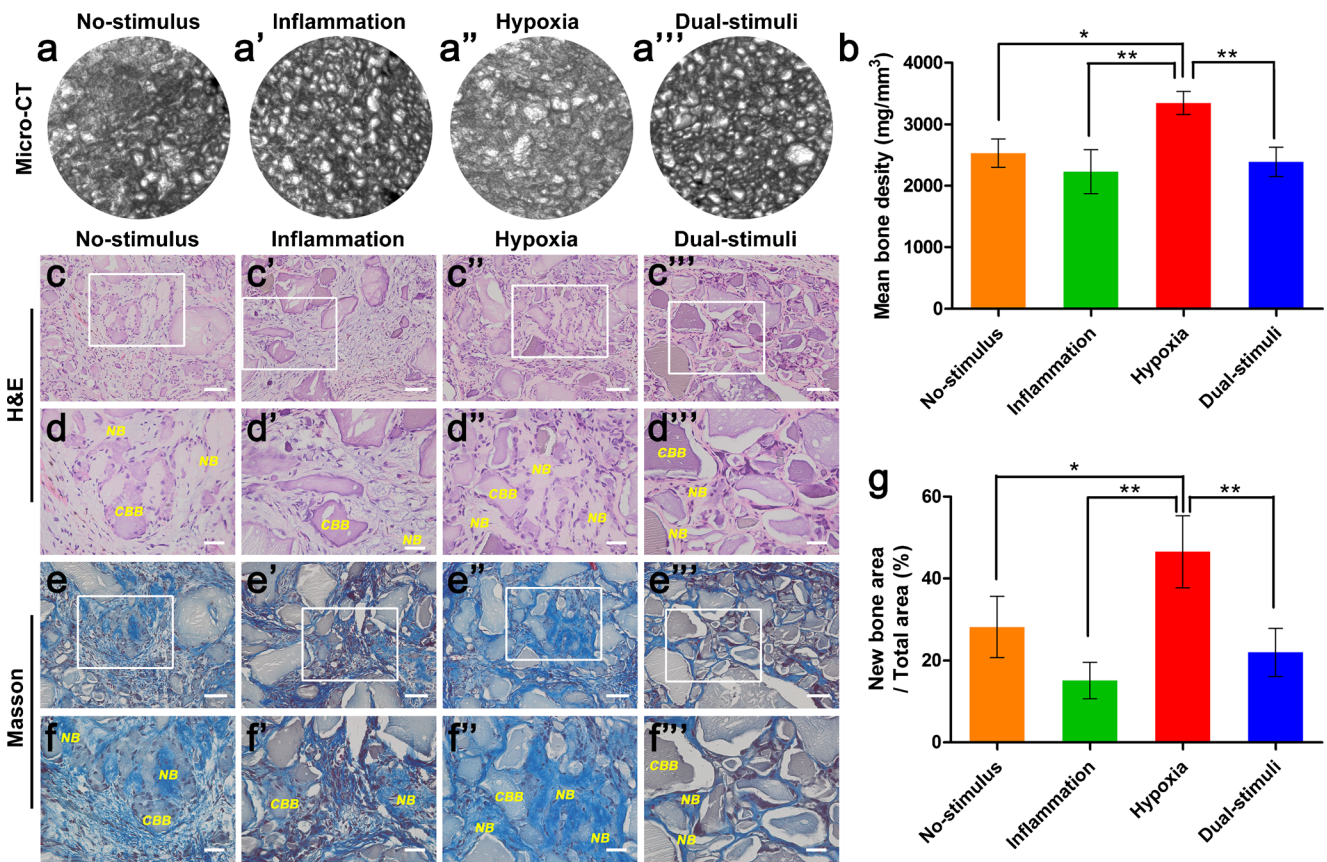 No-stimulus Inflammation Hypoxia Dual-stimuli
Micro-CT
a a' a'' a'''
No-stimulus Inflammation Hypoxia Dual-stimuli
H&E
c c' c'' c'''
d d' d'' d'''
NB NB CBB
CBB NB
NB CBB NB NB
CBB NB NB
Masson
e e' e'' e'''
f f' f'' f'''
NB NB CBB
CBB NB
CBB NB NB NB
CBB NB NB
b
* ** **
Mean bone desity (mg/mm³)
4000
3000
2000
1000
0
No-stimulus Inflammation Hypoxia Dual-stimuli
g
* ** **
New bone area
/ Total area (%)
60
40
20
0
No-stimulus Inflammation Hypoxia Dual-stimuli